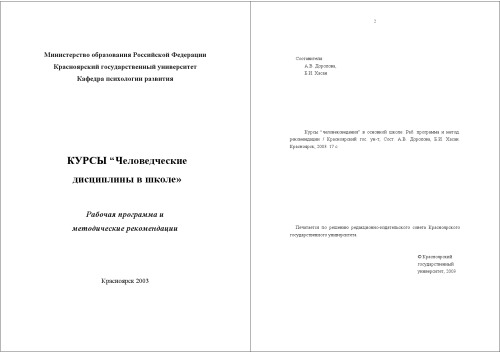 Министерство образования Российской Федерации
Красноярский государственный университет
Кафедра психологии развития
КУРСЫ “Человедческие
дисциплины в школе»
Рабочая программа и
методические рекомендации
Красноярск 2003
2
Составители
А.В. Дорохова,
Б.И. Хасан
Курсы “человековедения” в основной школе: Раб. программа и метод.
рекомендации / Красноярский гос. ун-т; Сост. А.В. Дорохова, Б.И. Хасан.
Красноярск, 2003. 17 с.
Печатается по решению редакционно-издательского совета Красноярского
государственного университета
© Красноярский
государственный
университет, 2003